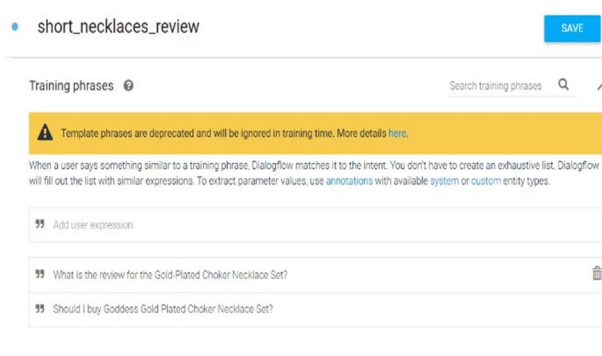 short_necklaces_review
SAVE
Training phrases
Search training phrases
Template phrases are deprecated and will be ignored in training time. More details here.
When a user says something similar to a training phrase, Dialogflow matches it to the intent. You don't have to create an exhaustive list. Dialogflow
will fill out the list with similar expressions. To extract parameter values, use annotations with available system or custom entity types.
Add user expression
What is the review for the Gold-Plated Choker Necklace Set?
Should I buy Goddess Gold Plated Choker Necklace Set?